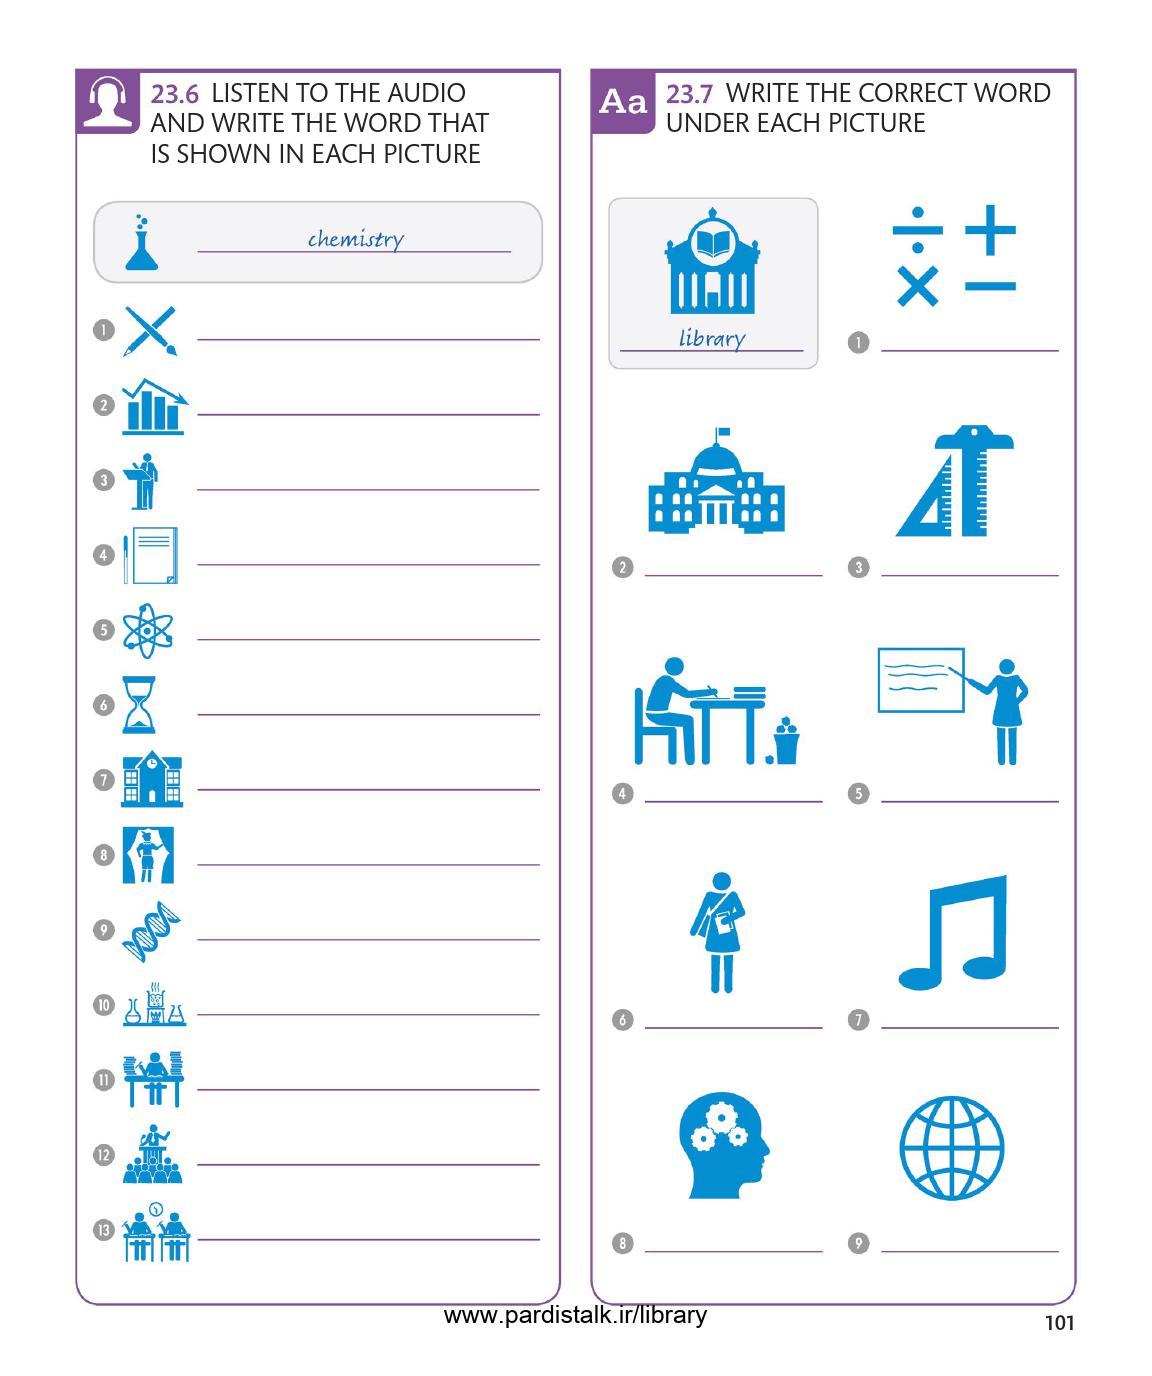 23.6 LISTEN TO THE AUDIO
AND WRITE THE WORD THAT
IS SHOWN IN EACH PICTURE
chemistry
1
2
3
4
5
6
7
8
9
10
11
12
13
Aa 23.7 WRITE THE CORRECT WORD
UNDER EACH PICTURE
library
1
2
3
4
5
6
7
8
9
www.pardistalk.ir/library
101